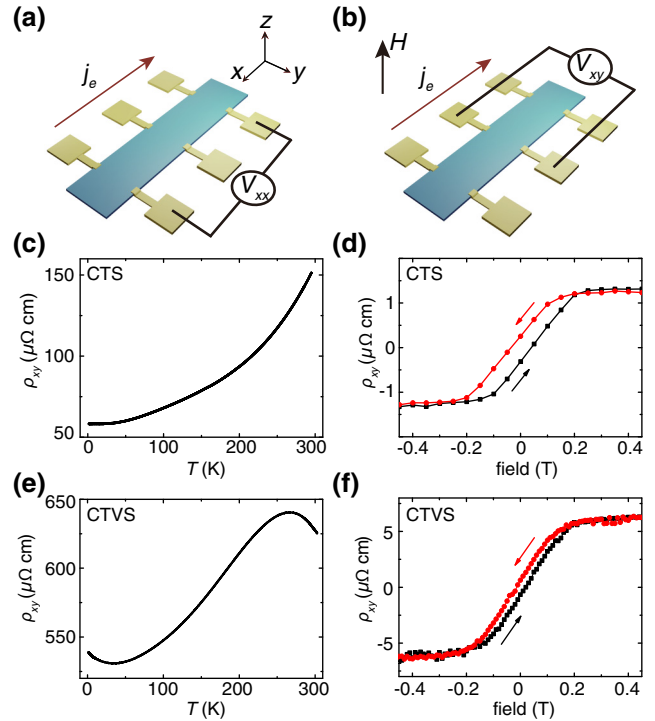 (a)
z
x
y
j_e
V_xx
(b)
H
j_e
V_xy
(c)
CTS
150
100
50
ρ_xy (μΩ cm)
0 100 200 300
T (K)
(d)
CTS
1
0
-1
ρ_xy (μΩ cm)
-0.4 -0.2 0 0.2 0.4
field (T)
(e)
CTVS
650
600
530
ρ_xy (μΩ cm)
0 100 200 300
T (K)
(f)
CTVS
5
0
-5
ρ_xy (μΩ cm)
-0.4 -0.2 0 0.2 0.4
field (T)